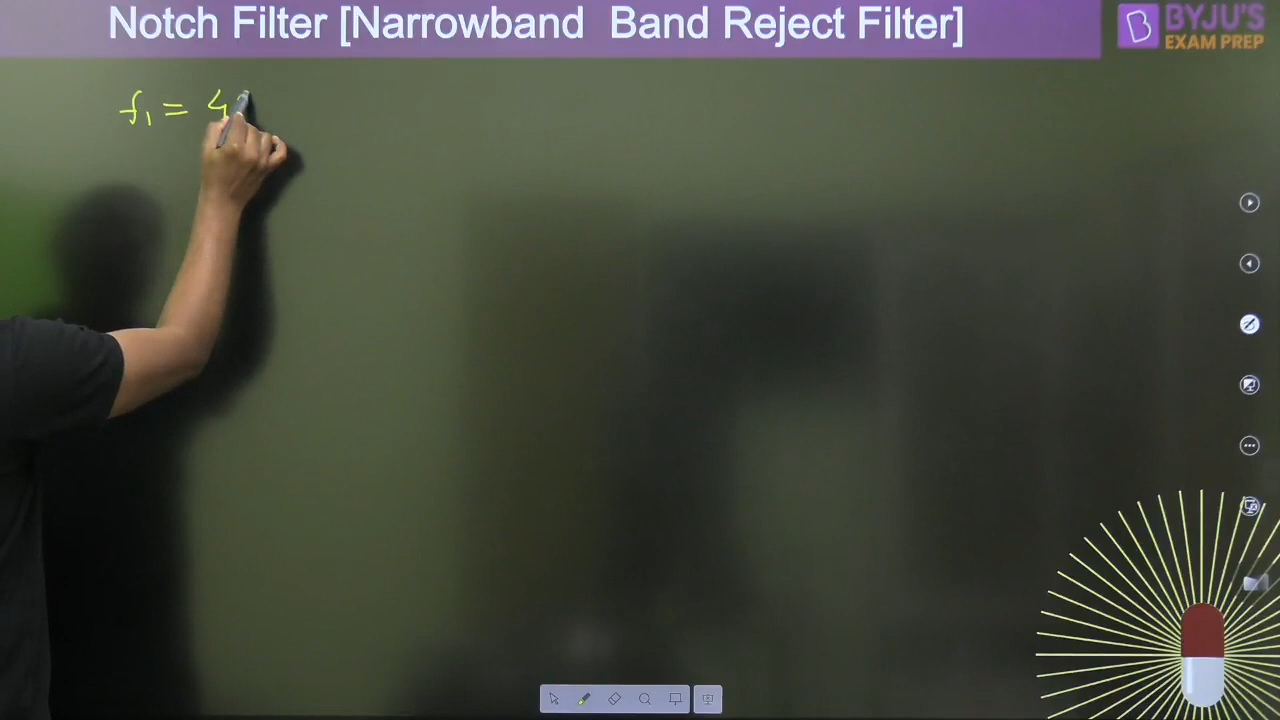 Notch Filter [Narrowband Band Reject Filter]
BYJU'S
EXAM PREP
f₁ = 4